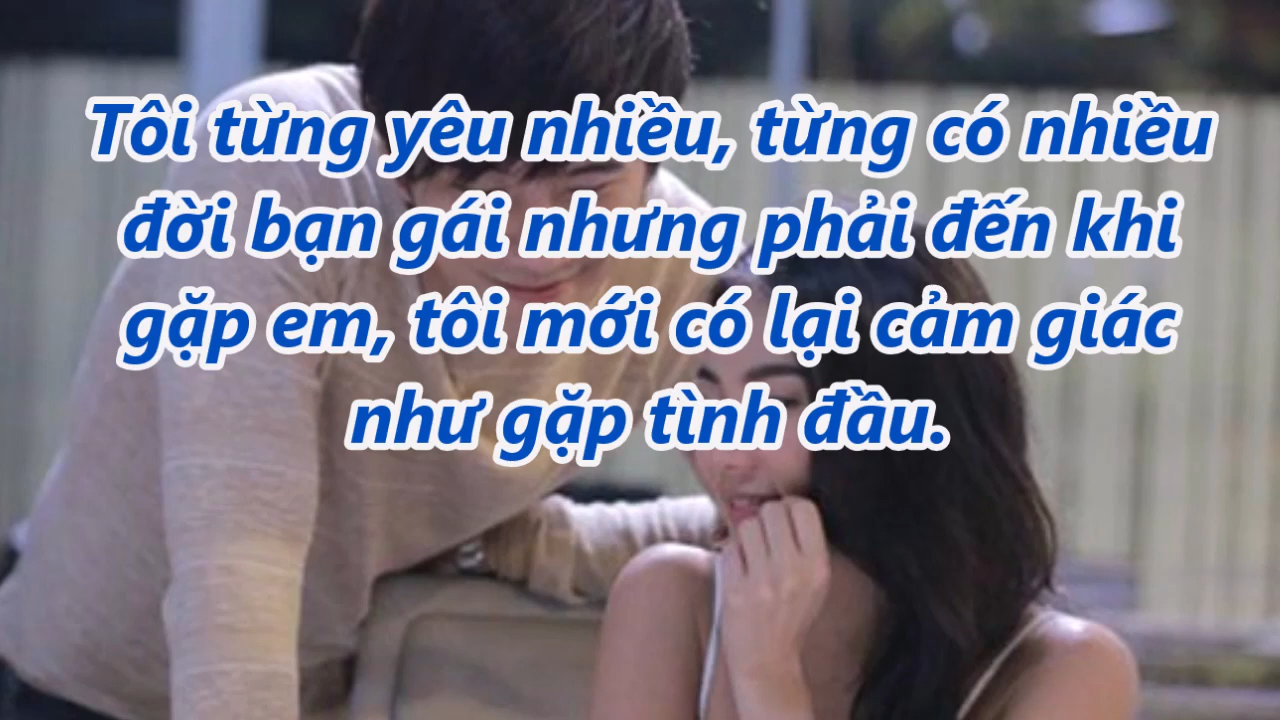 Tôi từng yêu nhiều, từng có nhiều
đời bạn gái nhưng phải đến khi
gặp em, tôi mới có lại cảm giác
như gặp tình đầu.